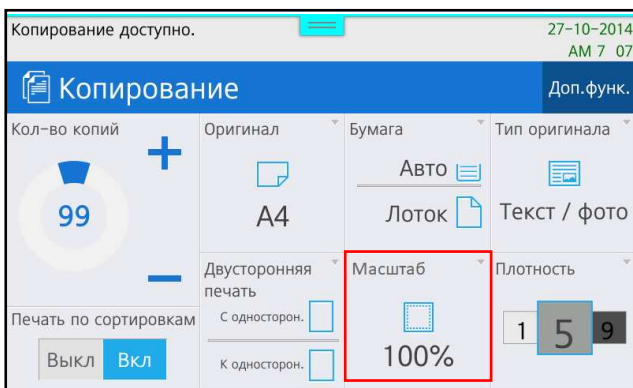 Копирование доступно.
27-10-2014
AM 7 07
Копирование
Доп.функ.
Кол-во копий
99
Оригинал
A4
Бумага
Авто
Лоток
Тип оригинала
Текст / фото
Печать по сортировкам
Выкл Вкл
Двусторонняя
печать
С односторон.
К односторон.
Масштаб
100%
Плотность
1 5 9